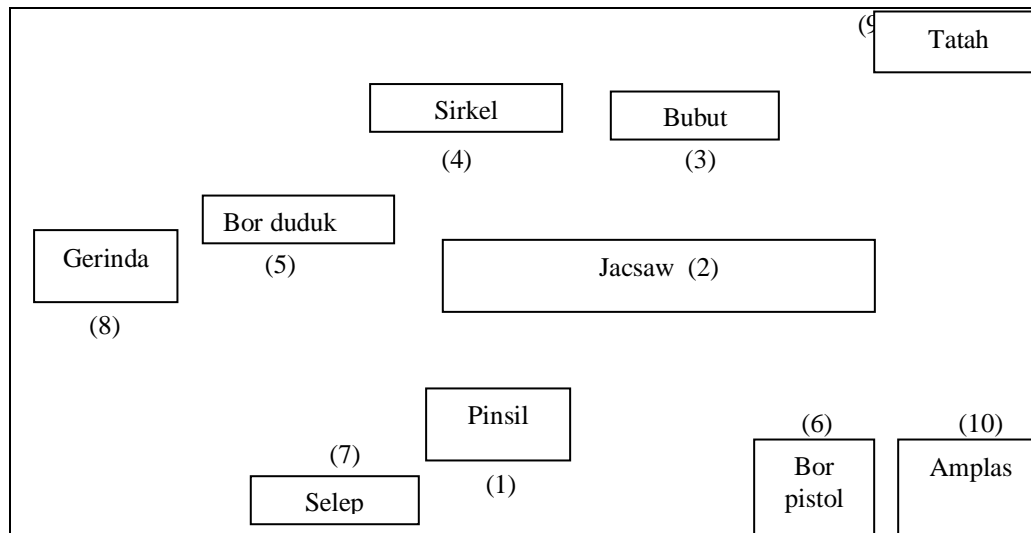 (9
Tatah
Sirkel
(4)
Bubut
(3)
Bor duduk
(5)
Gerinda
(8)
Jacsaw (2)
Pinsil
(1)
(7)
Selep
(6)
Bor
pistol
(10)
Amplas